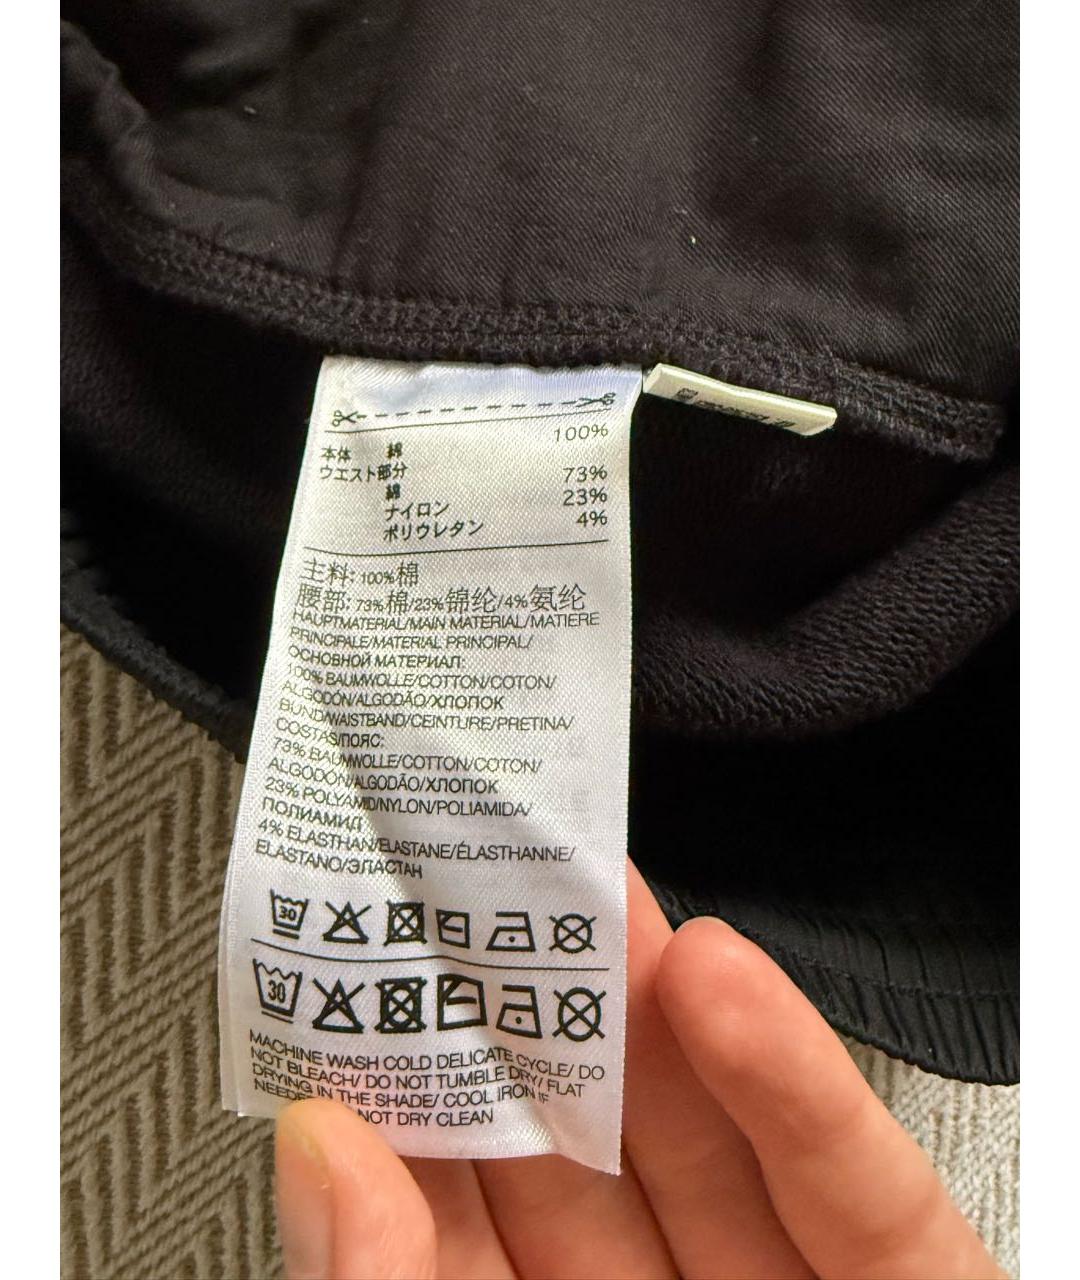 100%
本体 綿
ウエスト部分
綿 73%
ナイロン 23%
ポリウレタン 4%
主料: 100%棉
腰部: 73%棉/23%锦纶/4%氨纶
HAUPTMATERIAL/MAIN MATERIAL/MATIERE
PRINCIPALE/MATERIAL PRINCIPAL/
ОСНОВНОЙ МАТЕРИАЛ:
100% BAUMWOLLE/COTTON/COTON/
ALGODÓN/ALGODÃO/ХЛОПОК
BUND/WAISTBAND/CEINTURE/PRETINA/
COSTAS/ПОЯС:
73% BAUMWOLLE/COTTON/COTON/
ALGODÓN/ALGODÃO/ХЛОПОК
23% POLYAMID/NYLON/POLIAMIDA/
ПОЛИАМИД
4% ELASTHAN/ELASTANE/ÉLASTHANNE/
ELASTANO/ЭЛАСТАН
30
30
MACHINE WASH COLD DELICATE CYCLE/ DO
NOT BLEACH/ DO NOT TUMBLE DRY/ FLAT
DRYING IN THE SHADE/ COOL IRON IF
NOT DRY CLEAN